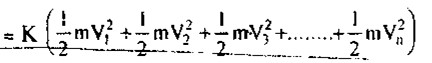 = K ( 1/2 mV₁² + 1/2 mV₂² + 1/2 mV₃² +........+ 1/2 mVₙ² )